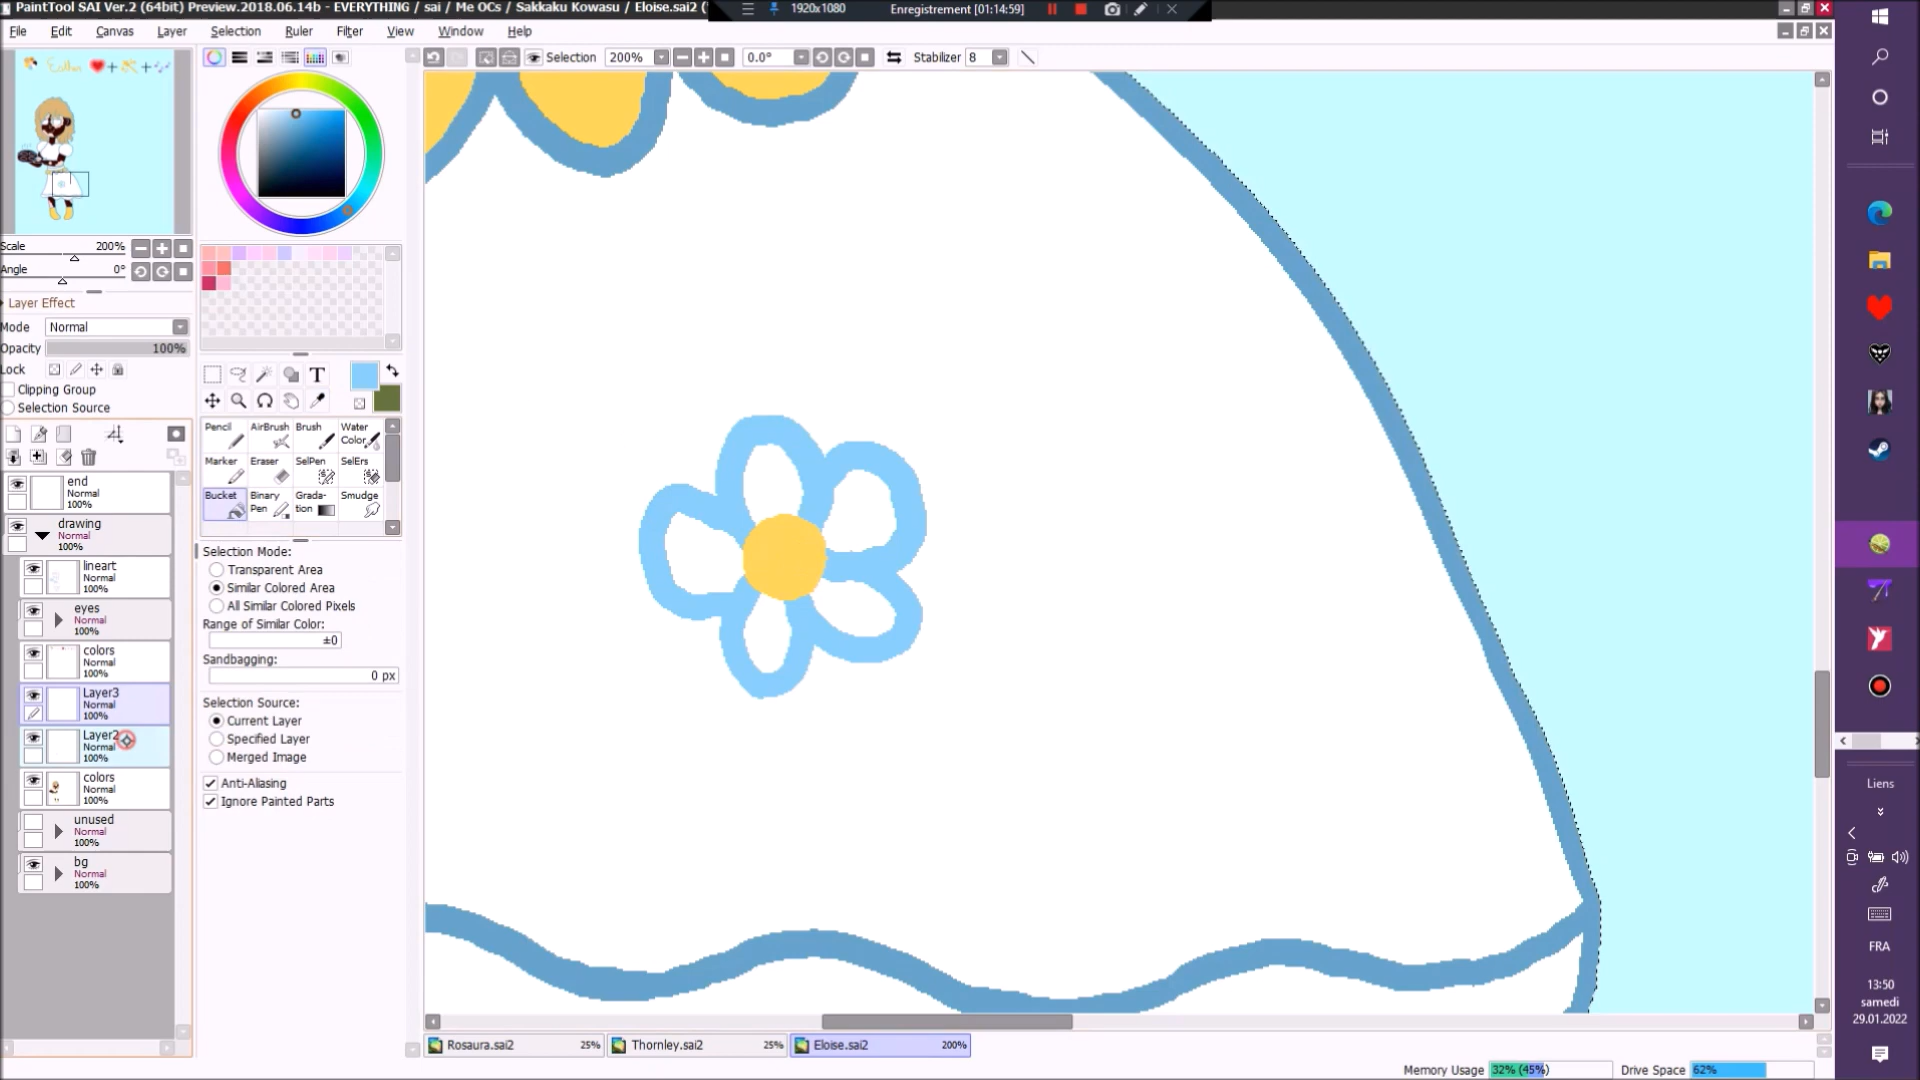 PaintTool SAI Ver.2 (64bit) Preview.2018.06.14b - EVERYTHING / sai / Me OCs / Sakkaku Kowasu / Eloise.sai2 (
1920x1080
Enregistrement [01:14:59]
File Edit Canvas Layer Selection Ruler Filter View Window Help
Selection 200% 0.0° Stabilizer 8
Scale 200%
Angle 0°
Layer Effect
Mode Normal
Opacity 100%
Lock
Clipping Group
Selection Source
end
Normal
100%
drawing
Normal
100%
lineart
Normal
100%
eyes
Normal
100%
colors
Normal
100%
Layer3
Normal
100%
Layer2
Normal
100%
colors
Normal
100%
unused
Normal
100%
bg
Normal
100%
T
Pencil AirBrush Brush Water Color
Marker Eraser SelPen SelErs
Bucket Binary Pen Grada-tion Smudge
Selection Mode:
Transparent Area
Similar Colored Area
All Similar Colored Pixels
Range of Similar Color:
±0
Sandbagging:
0 px
Selection Source:
Current Layer
Specified Layer
Merged Image
Anti-Aliasing
Ignore Painted Parts
Rosaura.sai2 25%
Thornley.sai2 25%
Eloise.sai2 200%
Memory Usage 32% (45%)
Drive Space 62%
Liens
FRA
13:50
samedi
29.01.2022